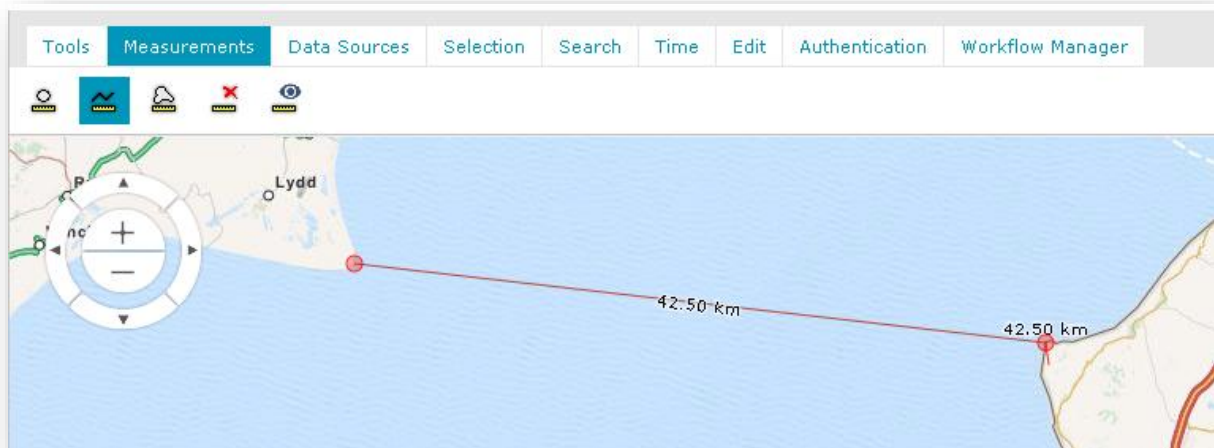 Tools Measurements Data Sources Selection Search Time Edit Authentication Workflow Manager
Lydd
42.50 km
42.50 km